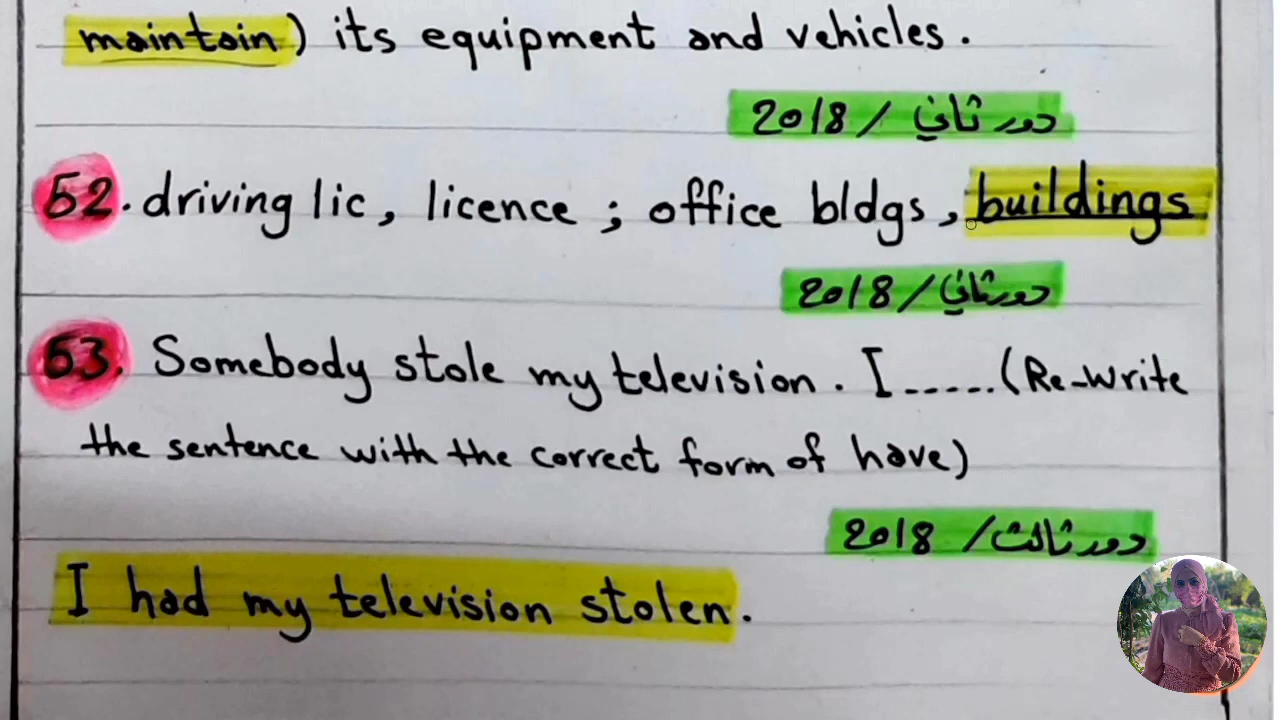 maintain) its equipment and vehicles.
2018 / دور ثاني
52. driving lic, licence ; office bldgs, buildings
2018 / دور ثاني
53. Somebody stole my television. I ..... (Re-write
the sentence with the correct form of have)
2018 / دور ثالث
I had my television stolen.